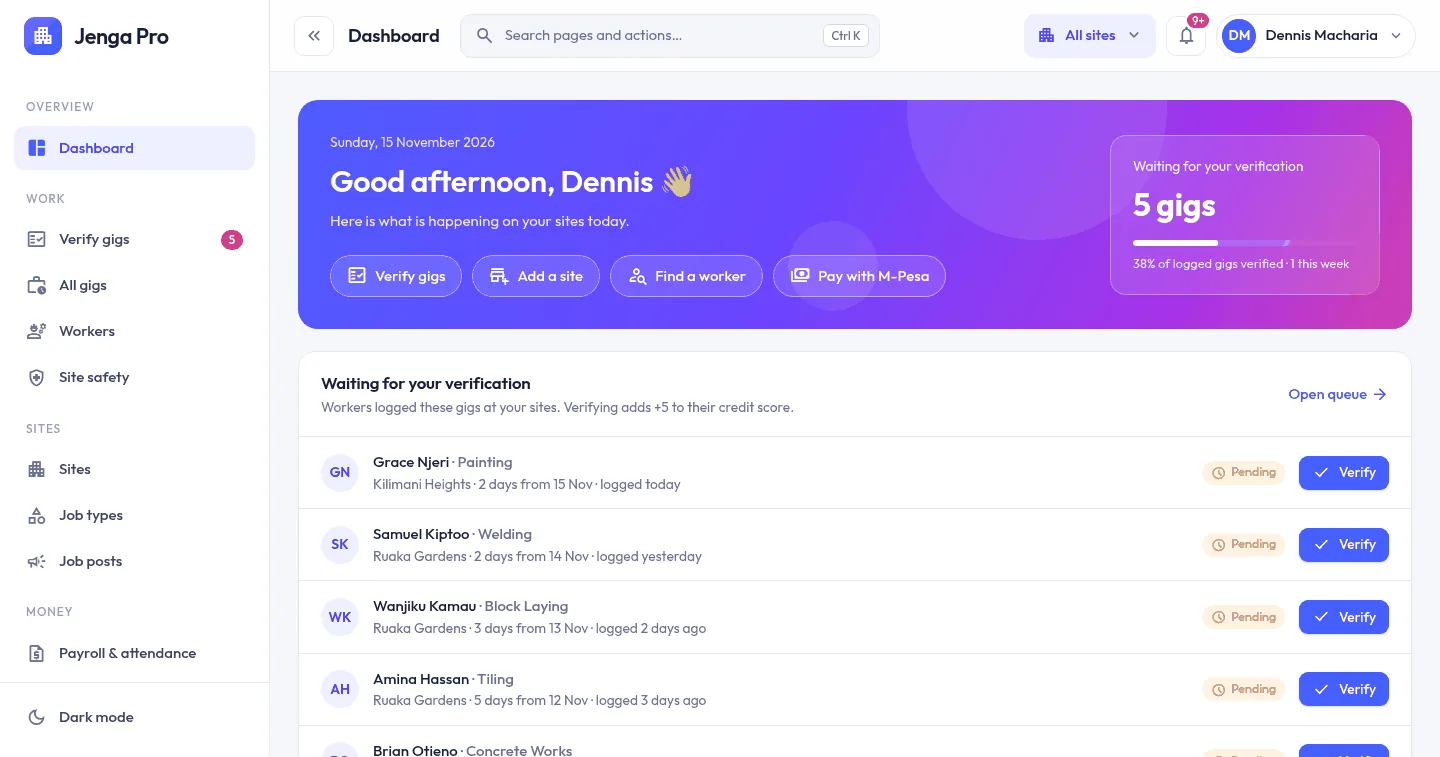 Jenga Pro
OVERVIEW
Dashboard
WORK
Verify gigs
5
All gigs
Workers
Site safety
SITES
Sites
Job types
Job posts
MONEY
Payroll & attendance
Dark mode
Dashboard
Search pages and actions…
Ctrl K
All sites
9+
DM
Dennis Macharia
Sunday, 15 November 2026
Good afternoon, Dennis 👋
Here is what is happening on your sites today.
Verify gigs
Add a site
Find a worker
Pay with M-Pesa
Waiting for your verification
5 gigs
38% of logged gigs verified · 1 this week
Waiting for your verification
Workers logged these gigs at your sites. Verifying adds +5 to their credit score.
Open queue
GN
Grace Njeri · Painting
Kilimani Heights · 2 days from 15 Nov · logged today
Pending
Verify
SK
Samuel Kiptoo · Welding
Ruaka Gardens · 2 days from 14 Nov · logged yesterday
Pending
Verify
WK
Wanjiku Kamau · Block Laying
Ruaka Gardens · 3 days from 13 Nov · logged 2 days ago
Pending
Verify
AH
Amina Hassan · Tiling
Ruaka Gardens · 5 days from 12 Nov · logged 3 days ago
Pending
Verify
Brian Otieno · Concrete Works